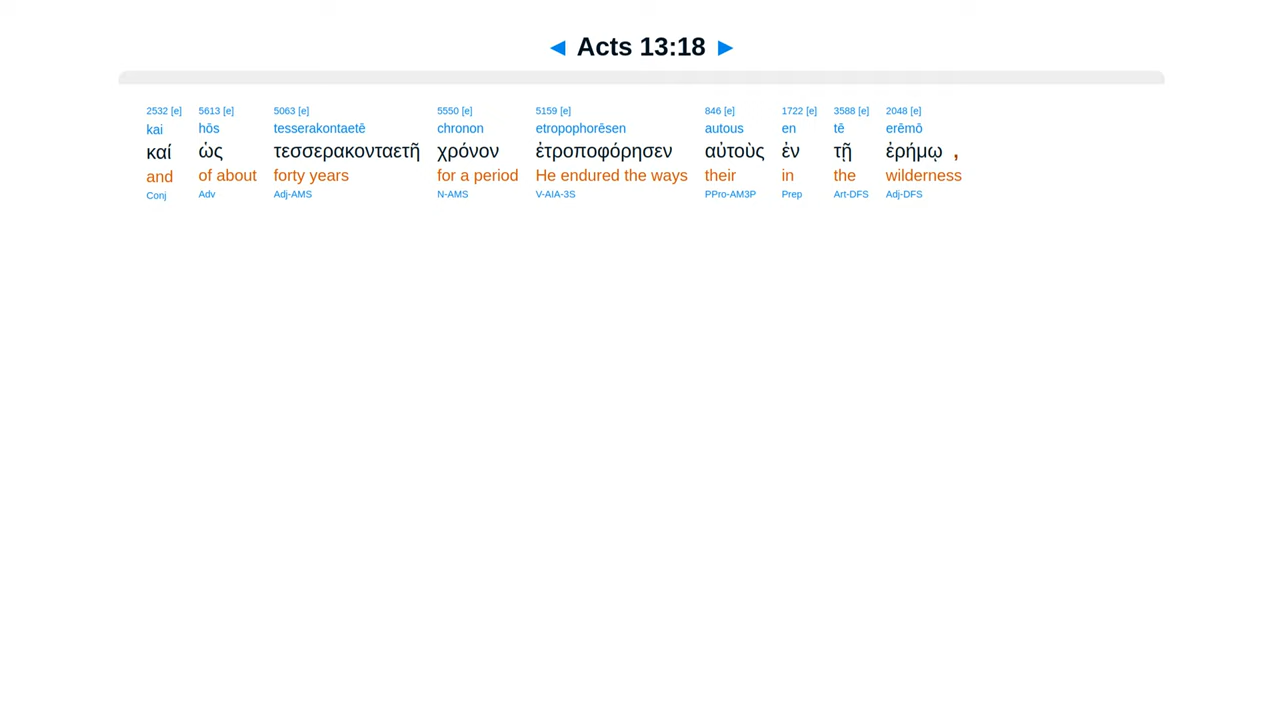 ◄ Acts 13:18 ►
2532 [e] 5613 [e] 5063 [e] 5550 [e] 5159 [e] 846 [e] 1722 [e] 3588 [e] 2048 [e]
kai hōs tesserakontaetē chronon etropophorēsen autous en tē erēmō
καί ὡς τεσσερακονταετῆ χρόνον ἐτροποφόρησεν αὐτοὺς ἐν τῇ ἐρήμῳ ,
and of about forty years for a period He endured the ways their in the wilderness
Conj Adv Adj-AMS N-AMS V-AIA-3S PPro-AM3P Prep Art-DFS Adj-DFS